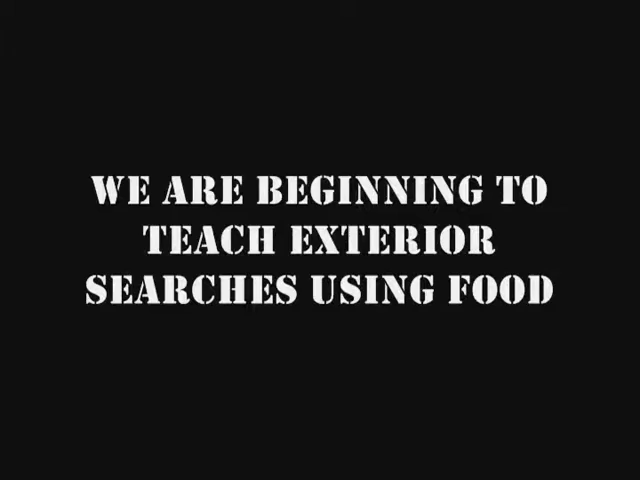 WE ARE BEGINNING TO
TEACH EXTERIOR
SEARCHES USING FOOD